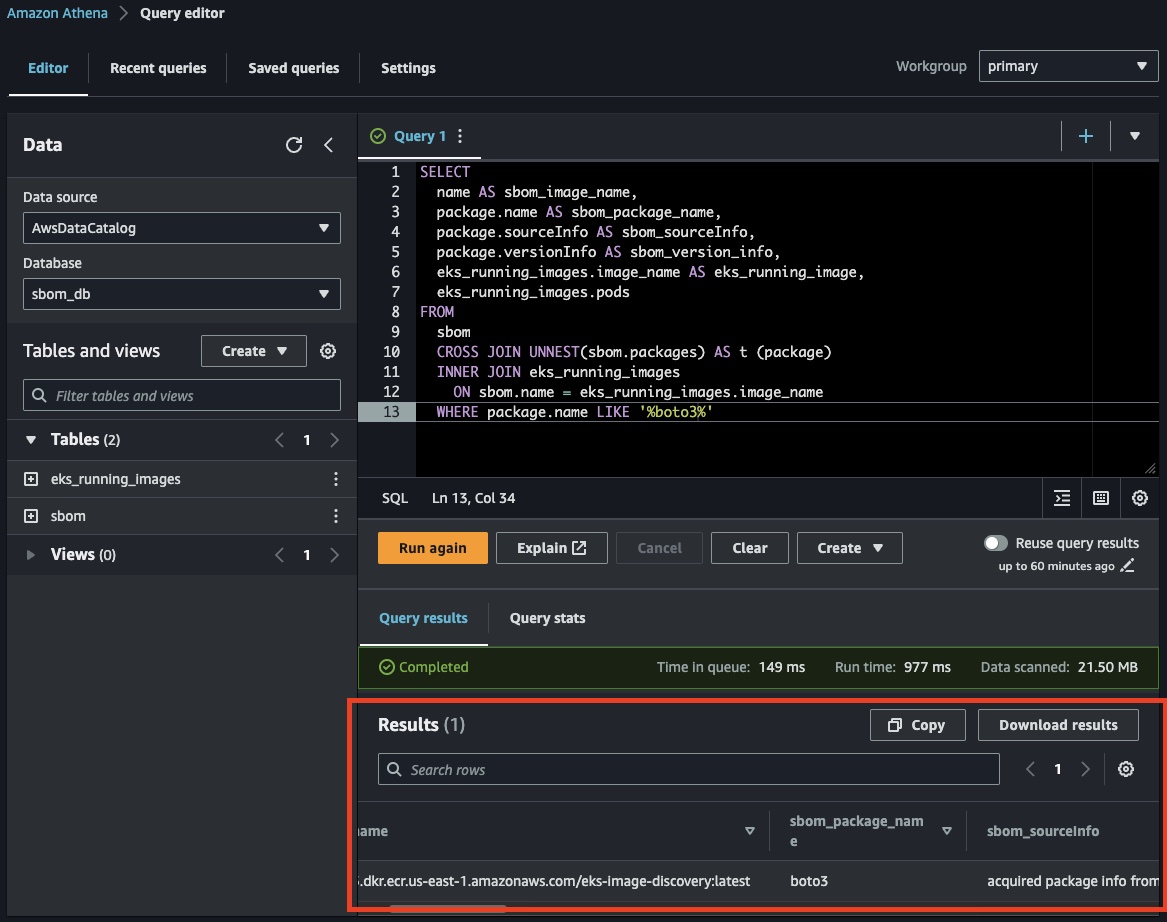 Amazon Athena > Query editor
Editor
Recent queries
Saved queries
Settings
Workgroup
primary
Data
Data source
AwsDataCatalog
Database
sbom_db
Tables and views
Create
Filter tables and views
Tables (2)
1
eks_running_images
sbom
Views (0)
1
Query 1
1 SELECT
2 name AS sbom_image_name,
3 package.name AS sbom_package_name,
4 package.sourceInfo AS sbom_sourceInfo,
5 package.versionInfo AS sbom_version_info,
6 eks_running_images.image_name AS eks_running_image,
7 eks_running_images.pods
8 FROM
9 sbom
10 CROSS JOIN UNNEST(sbom.packages) AS t (package)
11 INNER JOIN eks_running_images
12 ON sbom.name = eks_running_images.image_name
13 WHERE package.name LIKE '%boto3%'
SQL
Ln 13, Col 34
Run again
Explain
Cancel
Clear
Create
Reuse query results
up to 60 minutes ago
Query results
Query stats
Completed
Time in queue: 149 ms
Run time: 977 ms
Data scanned: 21.50 MB
Results (1)
Copy
Download results
Search rows
1
ame
sbom_package_nam
e
sbom_sourceInfo
.dkr.ecr.us-east-1.amazonaws.com/eks-image-discovery:latest
boto3
acquired package info from